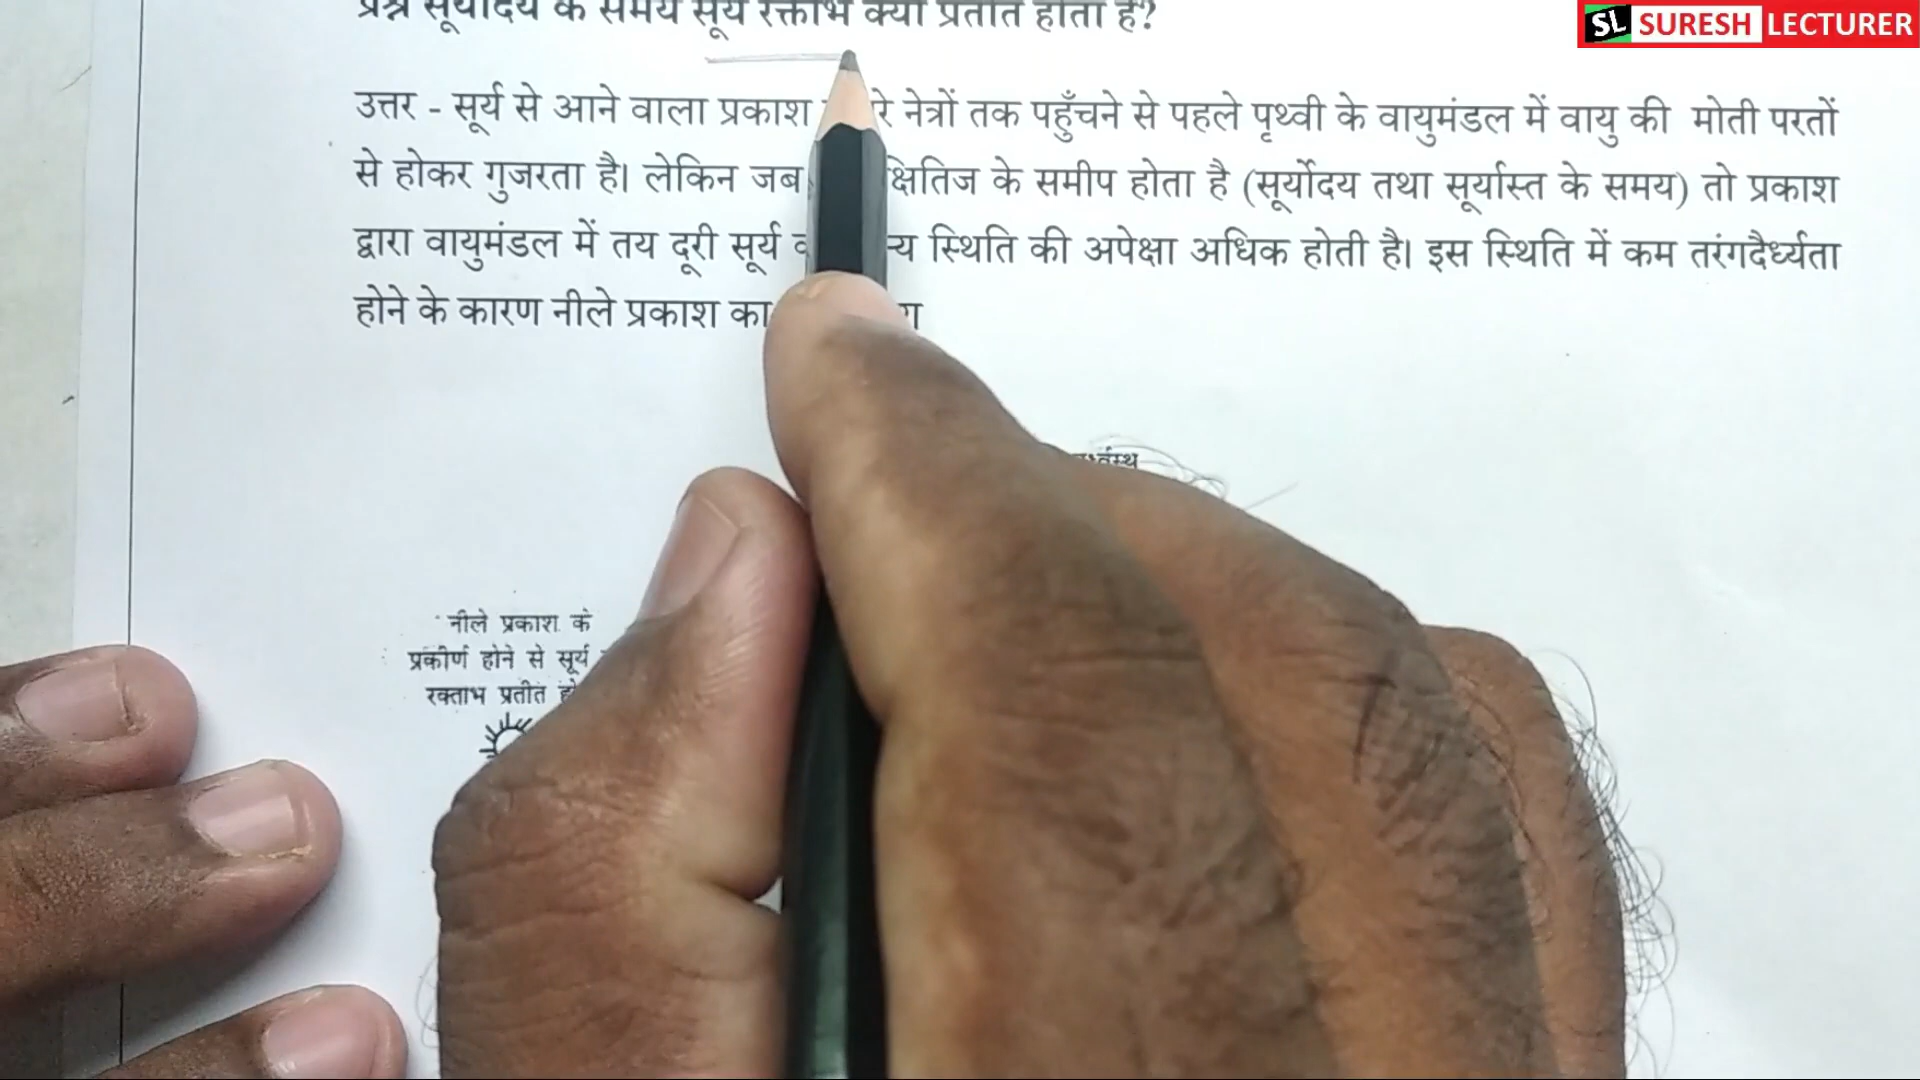 SL SURESH LECTURER
प्रश्न सूर्योदय के समय सूर्य रक्ताभ क्यों प्रतीत होता है?
उत्तर - सूर्य से आने वाला प्रकाश रे नेत्रों तक पहुँचने से पहले पृथ्वी के वायुमंडल में वायु की मोती परतों
से होकर गुजरता है। लेकिन जब क्षितिज के समीप होता है (सूर्योदय तथा सूर्यास्त के समय) तो प्रकाश
द्वारा वायुमंडल में तय दूरी सूर्य स्थिति की अपेक्षा अधिक होती है। इस स्थिति में कम तरंगदैर्ध्यता
होने के कारण नीले प्रकाश का
नीले प्रकाश के
प्रकीर्ण होने से सूर्य
रक्ताभ प्रतीत